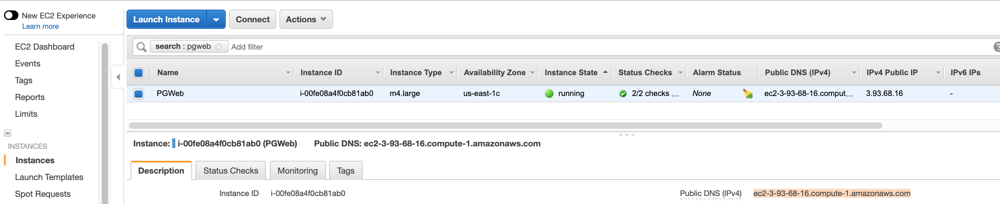 New EC2 Experience
Learn more
EC2 Dashboard
Events
Tags
Reports
Limits
INSTANCES
Instances
Launch Templates
Spot Requests
Launch Instance Connect Actions
search : pgweb Add filter
Name Instance ID Instance Type Availability Zone Instance State Status Checks Alarm Status Public DNS (IPv4) IPv4 Public IP IPv6 IPs
PGWeb i-00fe08a4f0cb81ab0 m4.large us-east-1c running 2/2 checks ... None ec2-3-93-68-16.comput... 3.93.68.16 -
Instance: i-00fe08a4f0cb81ab0 (PGWeb) Public DNS: ec2-3-93-68-16.compute-1.amazonaws.com
Description Status Checks Monitoring Tags
Instance ID i-00fe08a4f0cb81ab0 Public DNS (IPv4) ec2-3-93-68-16.compute-1.amazonaws.com